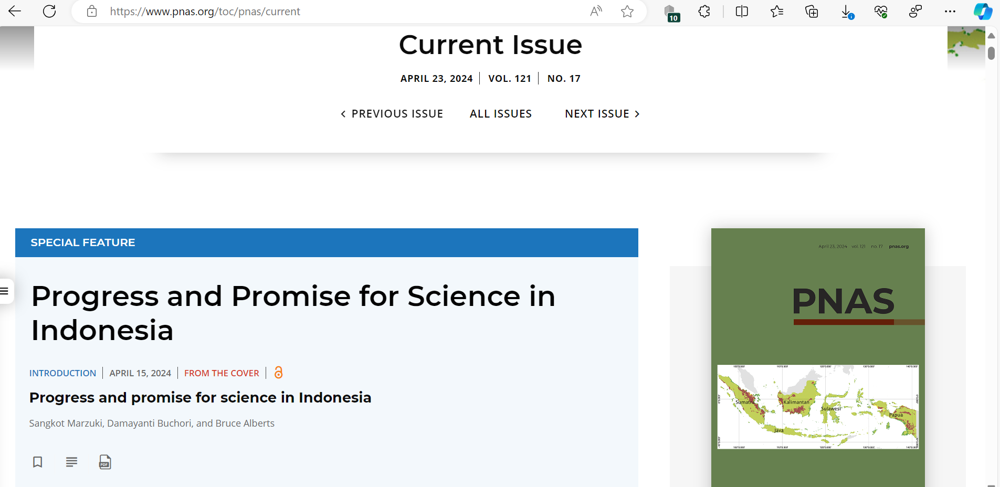 https://www.pnas.org/toc/pnas/current
10
Current Issue
APRIL 23, 2024 | VOL. 121 | NO. 17
< PREVIOUS ISSUE ALL ISSUES NEXT ISSUE >
SPECIAL FEATURE
Progress and Promise for Science in
Indonesia
INTRODUCTION | APRIL 15, 2024 | FROM THE COVER |
Progress and promise for science in Indonesia
Sangkot Marzuki, Damayanti Buchori, and Bruce Alberts
PDF
April 23, 2024 vol. 121 no. 17 pnas.org
PNAS
Sumatra
Kalimantan
Sulawesi
Papua
Java